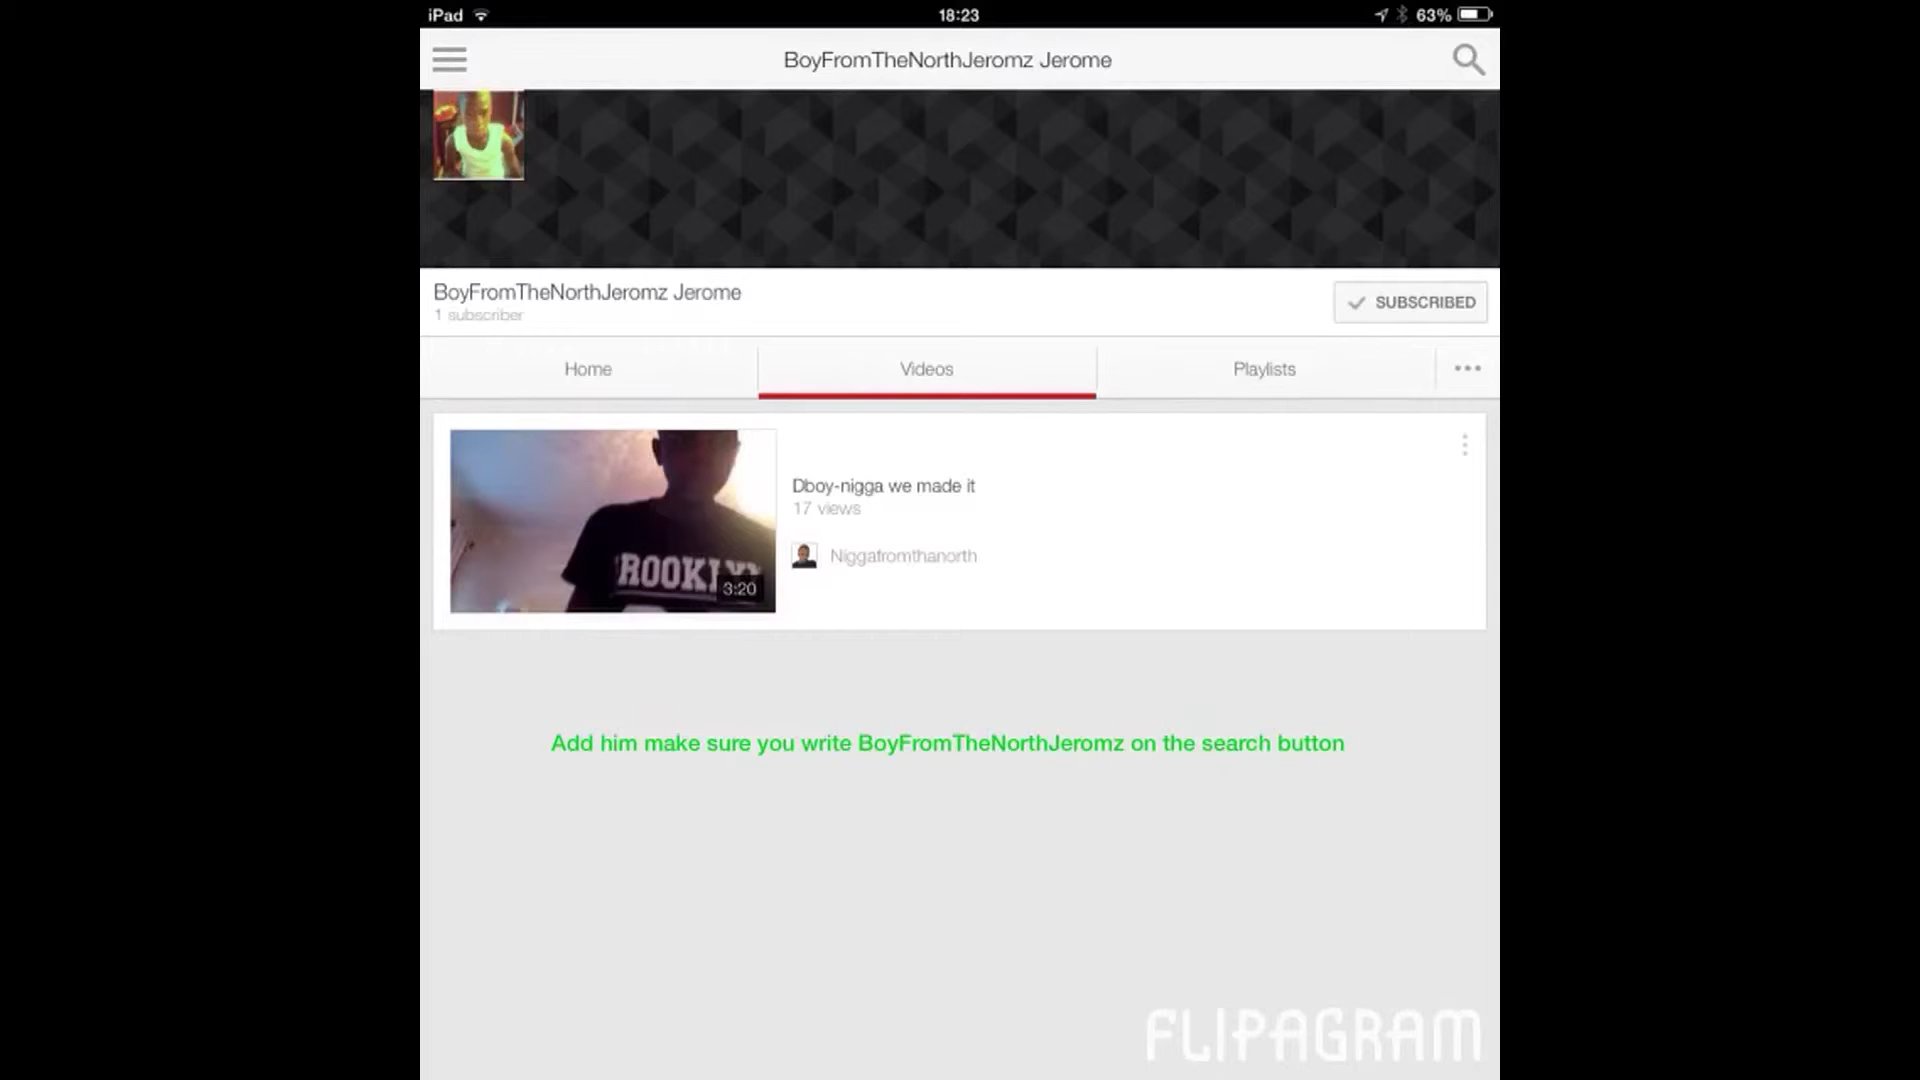 iPad 18:23 63%
BoyFromTheNorthJeromz Jerome
BoyFromTheNorthJeromz Jerome
1 subscriber
SUBSCRIBED
Home Videos Playlists
Dboy-nigga we made it
17 views
Niggafromthanorth
ROOKLY
3:20
Add him make sure you write BoyFromTheNorthJeromz on the search button
FLIPAGRAM